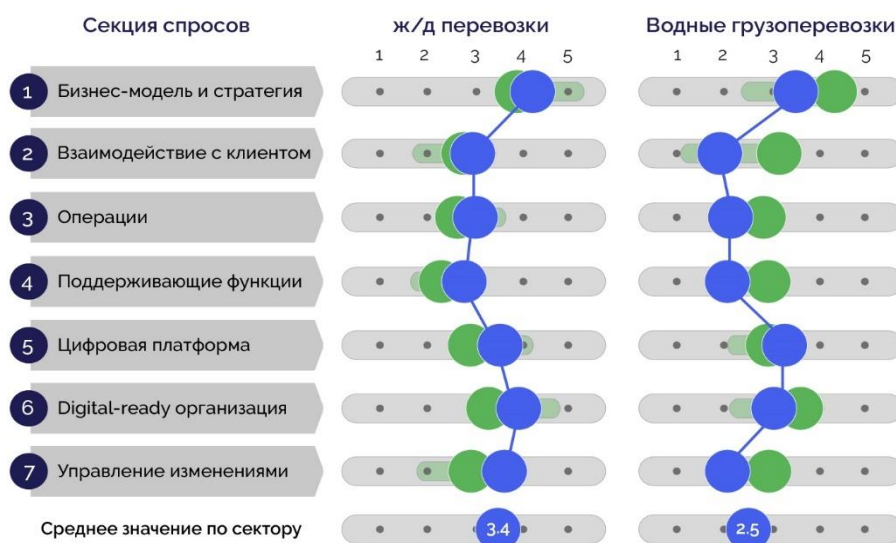 Секция спросов
ж/д перевозки
Водные грузоперевозки
1 2 3 4 5
1 2 3 4 5
1 Бизнес-модель и стратегия
2 Взаимодействие с клиентом
3 Операции
4 Поддерживающие функции
5 Цифровая платформа
6 Digital-ready организация
7 Управление изменениями
Среднее значение по сектору
3.4
2.5